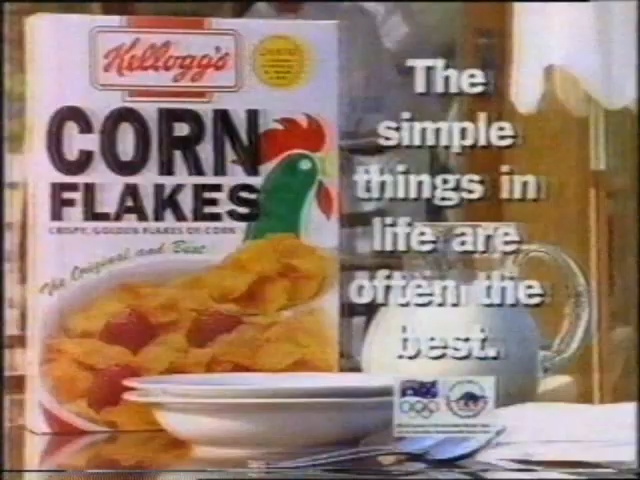 Kellogg's
CORN
FLAKES
CRISPY, GOLDEN FLAKES OF CORN
The Original and Best
The
simple
things in
life are
often the
best.